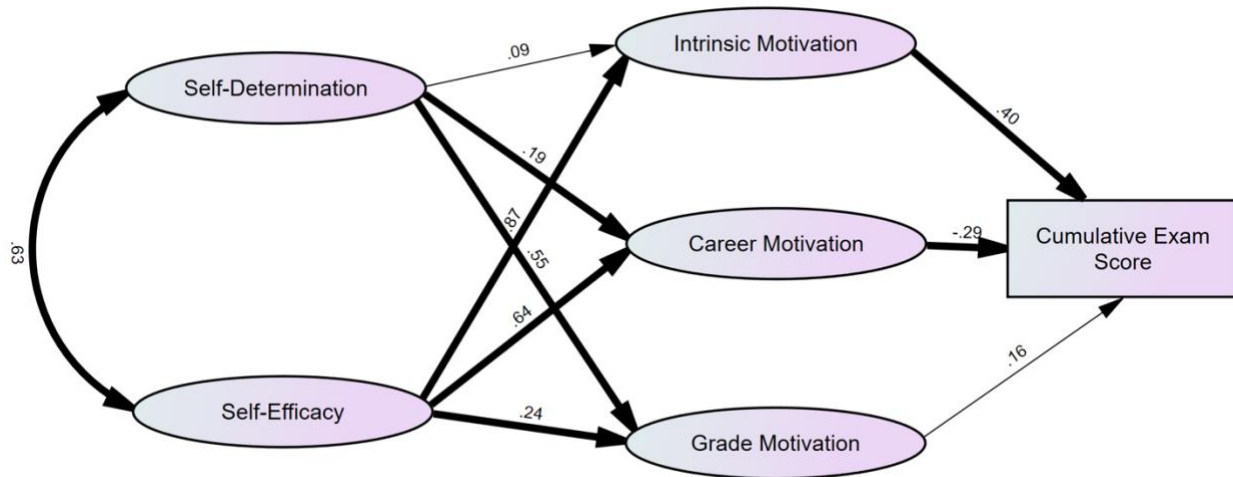 Intrinsic Motivation
.09
Self-Determination
.40
.19
.87
Career Motivation
-.29
Cumulative Exam
Score
.63
.55
.64
.16
Self-Efficacy
.24
Grade Motivation